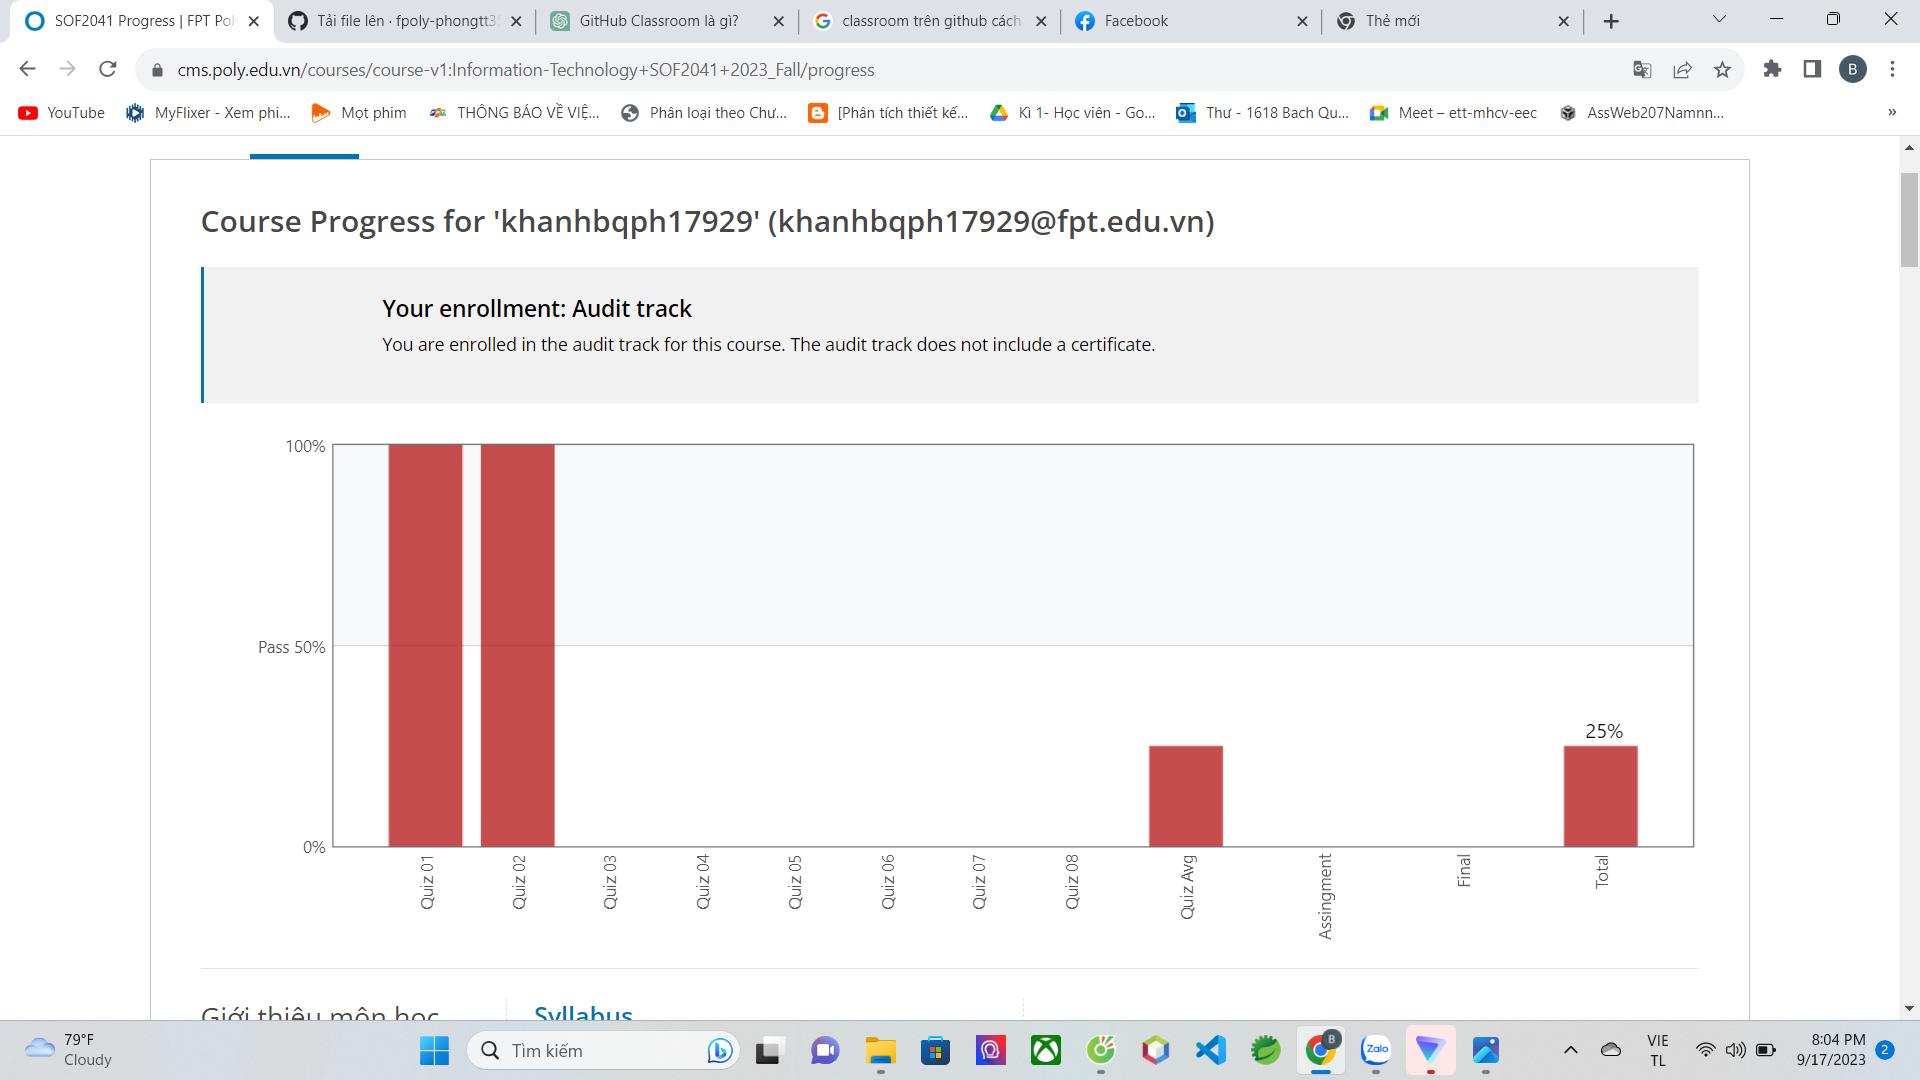 SOF2041 Progress | FPT Pol
Tải file lên · fpoly-phongtt3
GitHub Classroom là gì?
classroom trên github cách
Facebook
Thẻ mới
cms.poly.edu.vn/courses/course-v1:Information-Technology+SOF2041+2023_Fall/progress
B
YouTube
MyFlixer - Xem phi...
Mọt phim
THÔNG BÁO VỀ VIỆ...
Phân loại theo Chư...
[Phân tích thiết kế...
Kì 1- Học viên - Go...
Thư - 1618 Bach Qu...
Meet – ett-mhcv-eec
AssWeb207Namnn...
»
Course Progress for 'khanhbqph17929' (khanhbqph17929@fpt.edu.vn)
Your enrollment: Audit track
You are enrolled in the audit track for this course. The audit track does not include a certificate.
100%
Pass 50%
0%
25%
Quiz 01
Quiz 02
Quiz 03
Quiz 04
Quiz 05
Quiz 06
Quiz 07
Quiz 08
Quiz Avg
Assingment
Final
Total
Giới thiệu môn học
Syllabus
79°F
Cloudy
Tìm kiếm
B
Zalo
VIE
TL
8:04 PM
9/17/2023
2